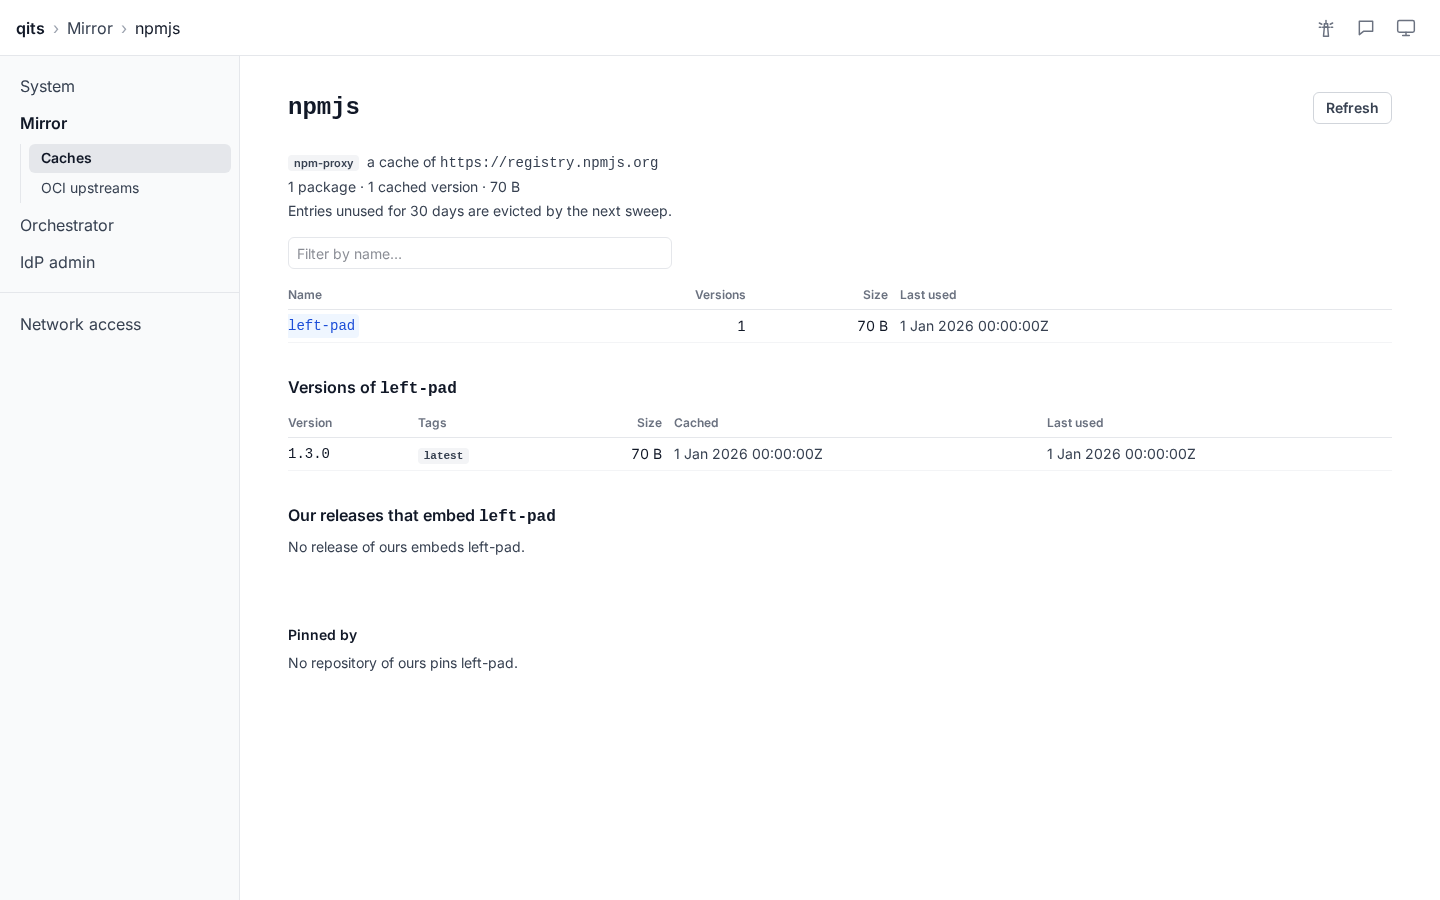 qits › Mirror › npmjs
System
Mirror
Caches
OCI upstreams
Orchestrator
IdP admin
Network access
npmjs
Refresh
npm-proxy a cache of https://registry.npmjs.org
1 package · 1 cached version · 70 B
Entries unused for 30 days are evicted by the next sweep.
Filter by name...
Name Versions Size Last used
left-pad 1 70 B 1 Jan 2026 00:00:00Z
Versions of left-pad
Version Tags Size Cached Last used
1.3.0 latest 70 B 1 Jan 2026 00:00:00Z 1 Jan 2026 00:00:00Z
Our releases that embed left-pad
No release of ours embeds left-pad.
Pinned by
No repository of ours pins left-pad.